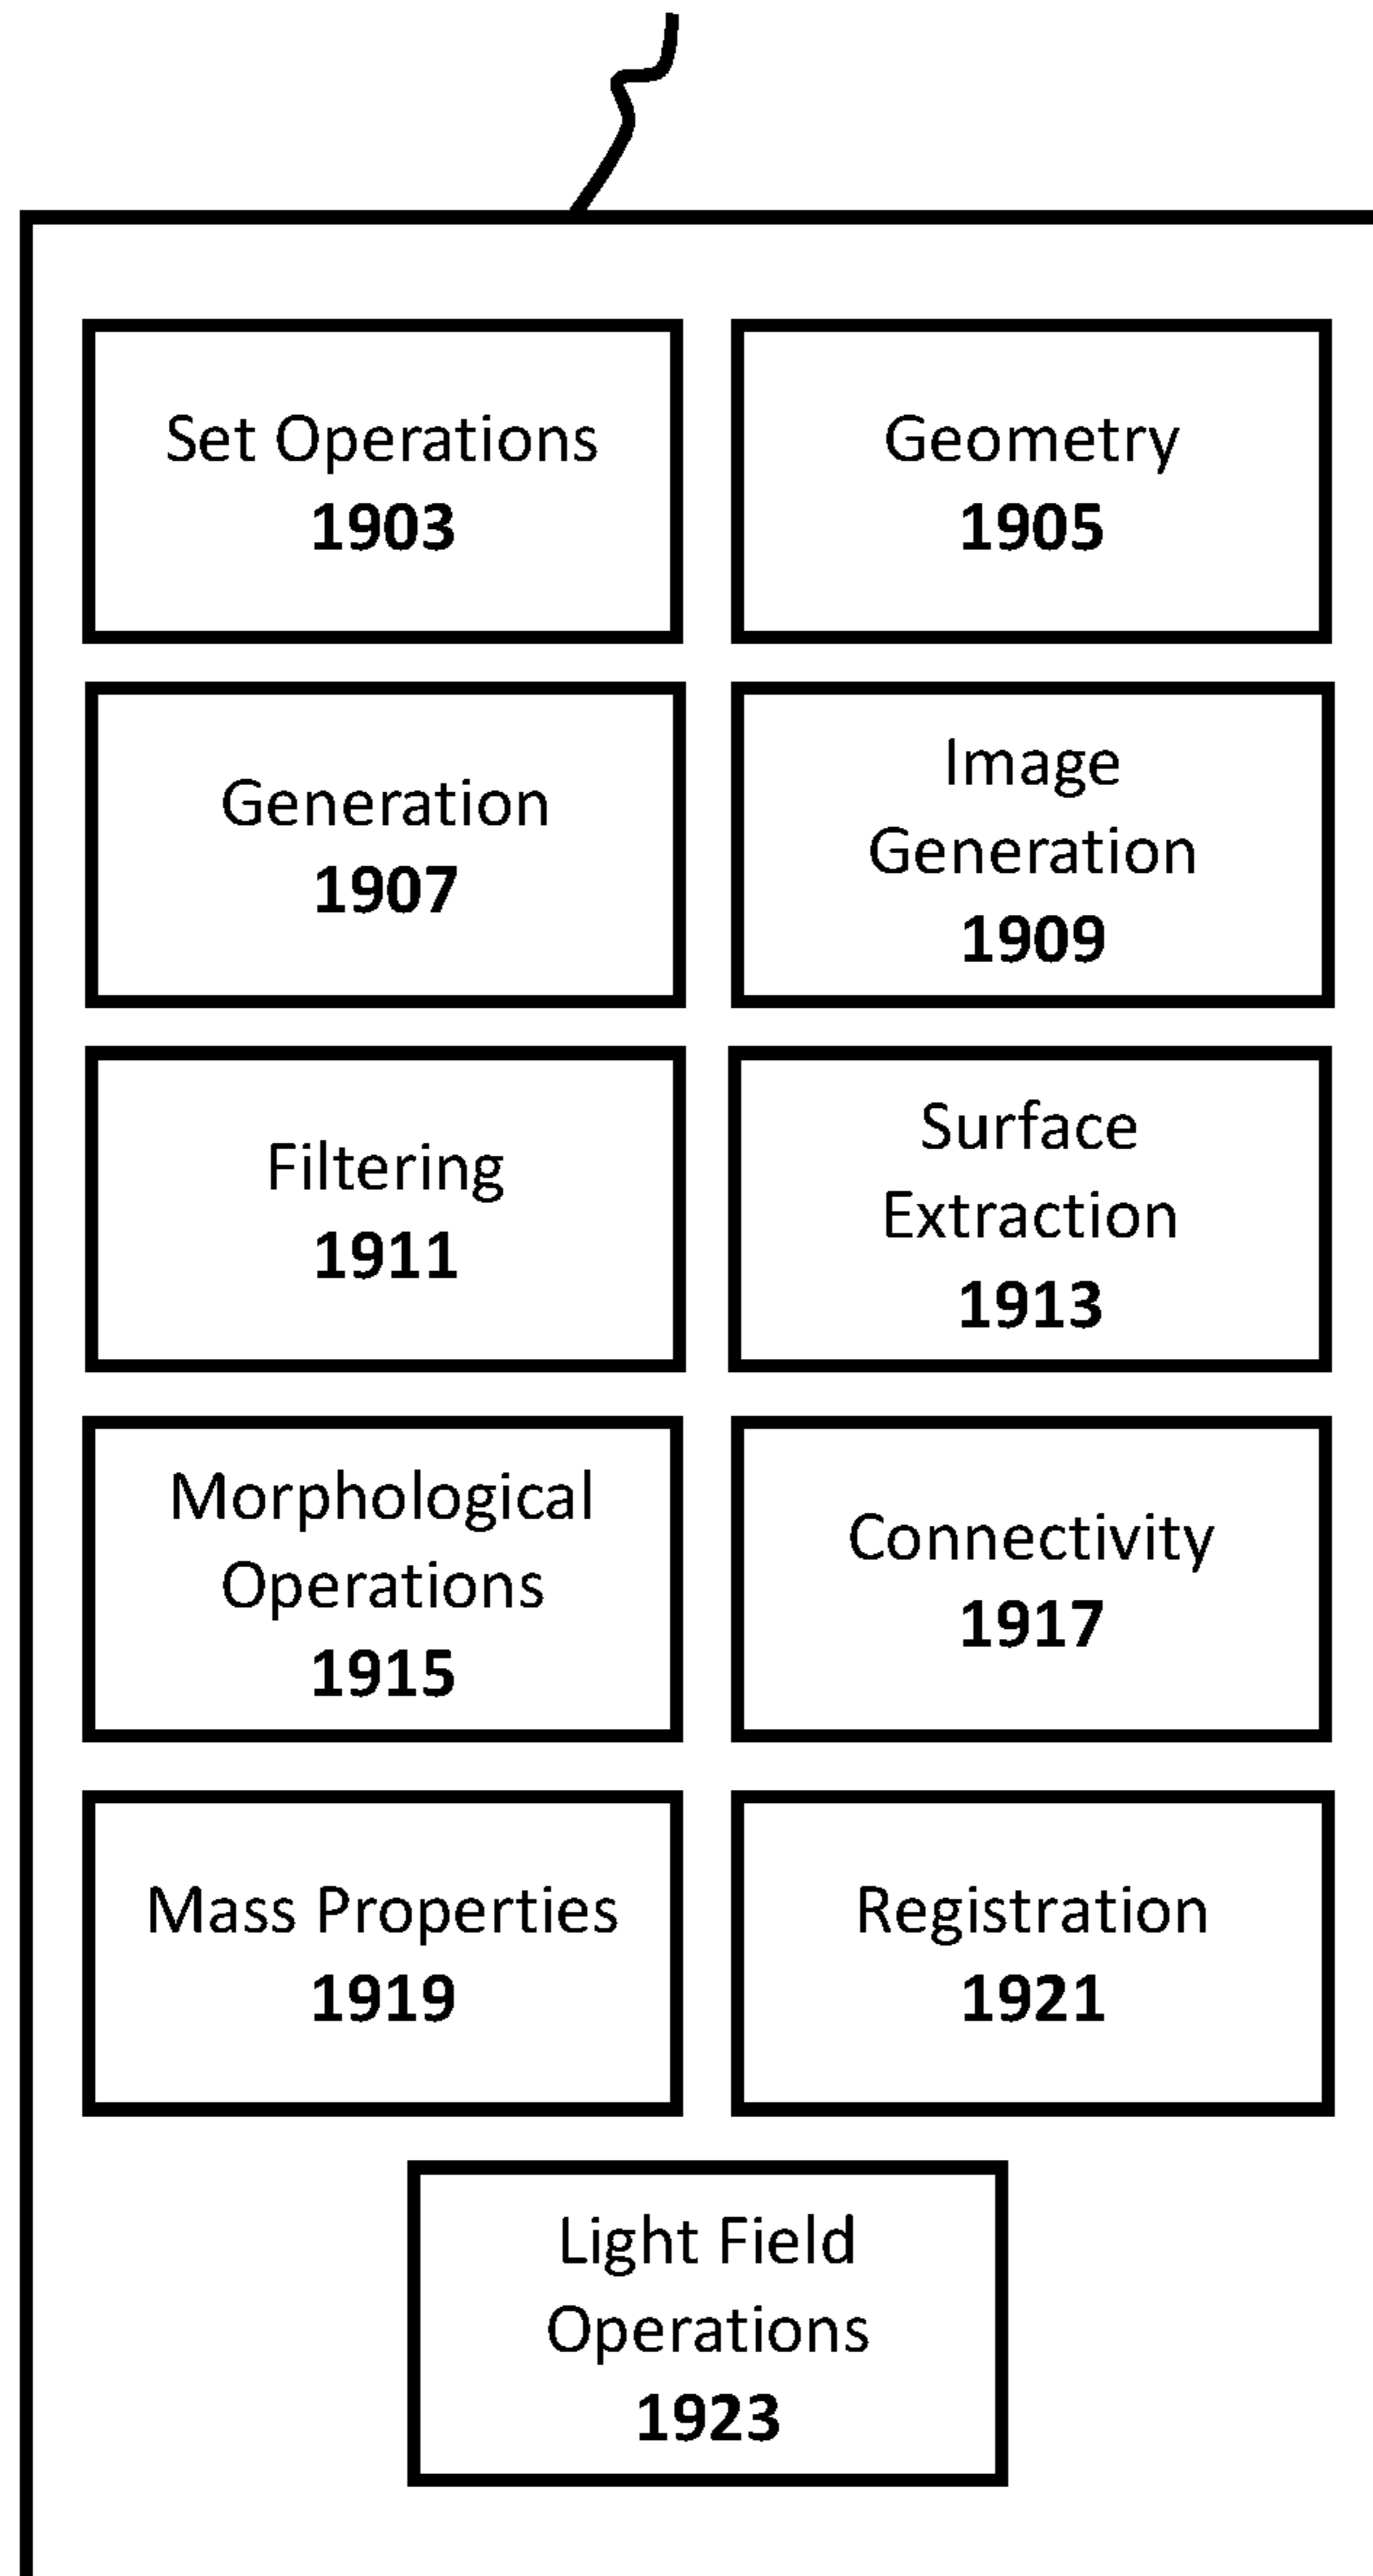 Set Operations
1903
Geometry
1905
Generation
1907
Image
Generation
1909
Filtering
1911
Surface
Extraction
1913
Morphological
Operations
1915
Connectivity
1917
Mass Properties
1919
Registration
1921
Light Field
Operations
1923